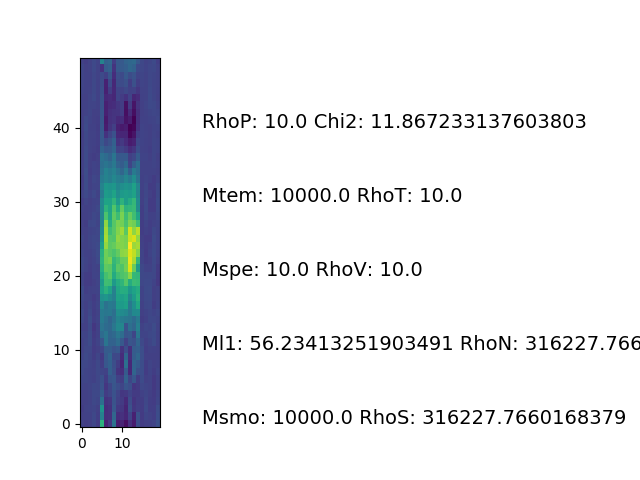 RhoP: 10.0 Chi2: 11.867233137603803
40
Mtem: 10000.0 RhoT: 10.0
30
Mspe: 10.0 RhoV: 10.0
20
Ml1: 56.23413251903491 RhoN: 316227.766
10
Msmo: 10000.0 RhoS: 316227.7660168379
0
0 10